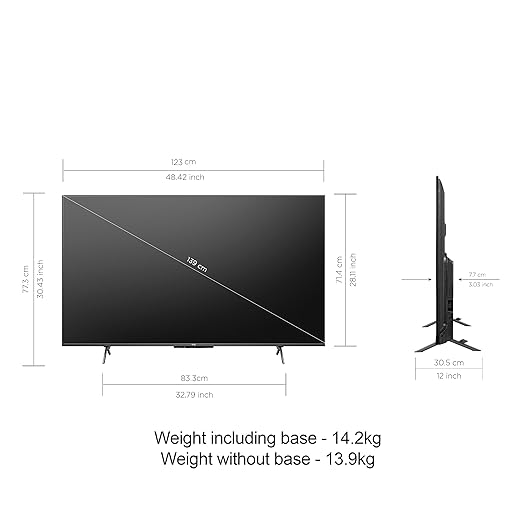 123 cm
48.42 inch
77.3 cm
30.43 inch
139 cm
71.4 cm
28.11 inch
7.7 cm
3.03 inch
83.3cm
32.79 inch
30.5 cm
12 inch
Weight including base - 14.2kg
Weight without base - 13.9kg